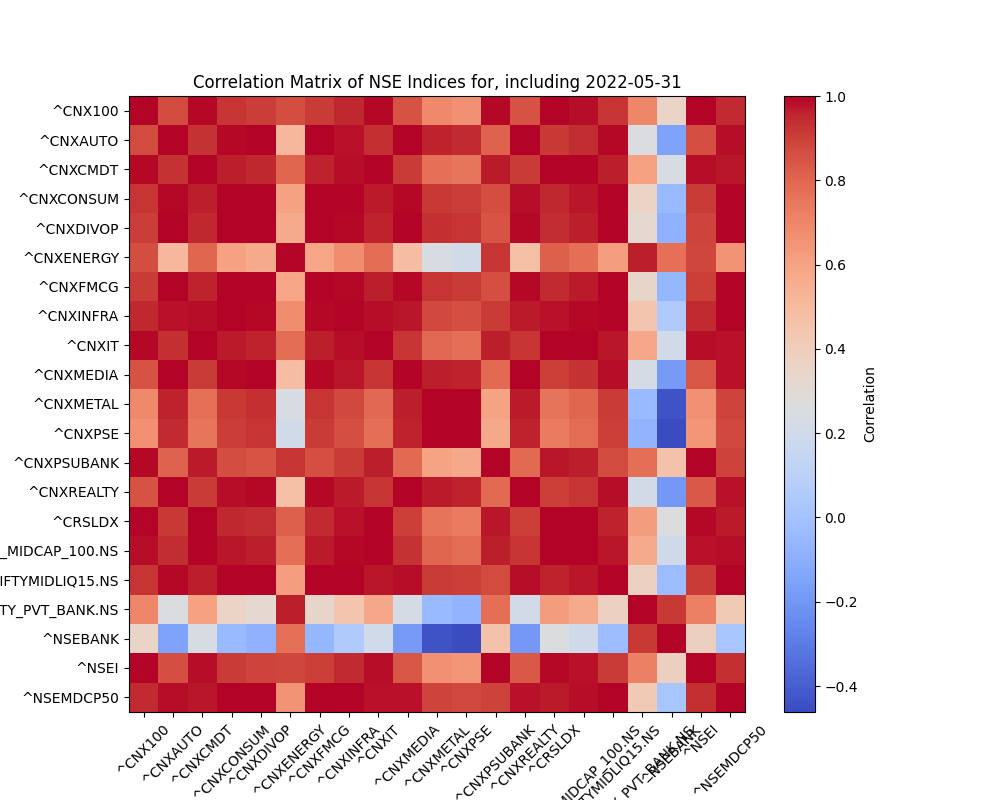 Correlation Matrix of NSE Indices for, including 2022-05-31
^CNX100
^CNXAUTO
^CNXCMDT
^CNXCONSUM
^CNXDIVOP
^CNXENERGY
^CNXFMCG
^CNXINFRA
^CNXIT
^CNXMEDIA
^CNXMETAL
^CNXPSE
^CNXPSUBANK
^CNXREALTY
^CRSLDX
_MIDCAP_100.NS
IFTYMIDLIQ15.NS
TY_PVT_BANK.NS
^NSEBANK
^NSEI
^NSEMDCP50
^CNX100
^CNXAUTO
^CNXCMDT
^CNXCONSUM
^CNXDIVOP
^CNXENERGY
^CNXFMCG
^CNXINFRA
^CNXIT
^CNXMEDIA
^CNXMETAL
^CNXPSE
^CNXPSUBANK
^CNXREALTY
^CRSLDX
MIDCAP_100.NS
TYMIDLIQ15.NS
PVT_BANK.NS
^NSEBANK
^NSEI
^NSEMDCP50
1.0
0.8
0.6
0.4
0.2
0.0
−0.2
−0.4
Correlation